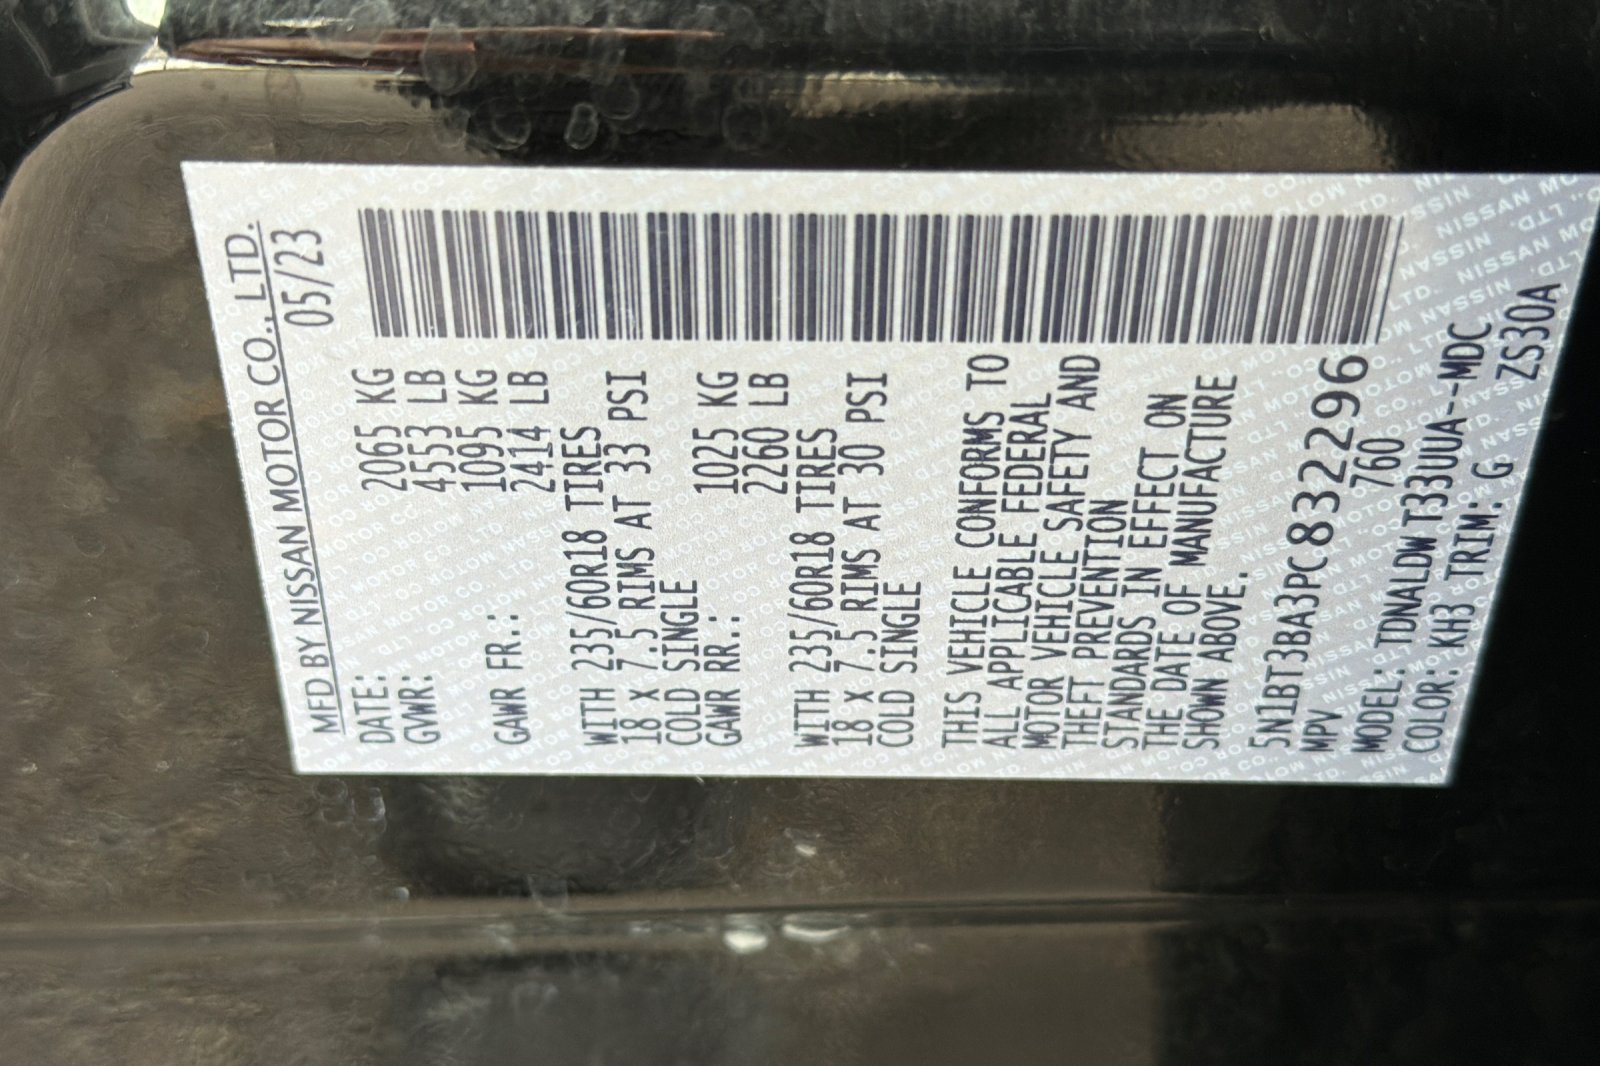 MFD BY NISSAN MOTOR CO., LTD.
DATE: 05/23
GVWR: 2065 KG
4553 LB
GAWR FR.: 1095 KG
2414 LB
WITH 235/60R18 TIRES
18 X 7.5 RIMS AT 33 PSI
COLD SINGLE
GAWR RR.: 1025 KG
2260 LB
WITH 235/60R18 TIRES
18 X 7.5 RIMS AT 30 PSI
COLD SINGLE
THIS VEHICLE CONFORMS TO
ALL APPLICABLE FEDERAL
MOTOR VEHICLE SAFETY AND
THEFT PREVENTION
STANDARDS IN EFFECT ON
THE DATE OF MANUFACTURE
SHOWN ABOVE.
5N1BT3BA3PC832296
MPV 760
MODEL: TDNALDW T33UUA--MDC
COLOR: KH3 TRIM: G ZS30A